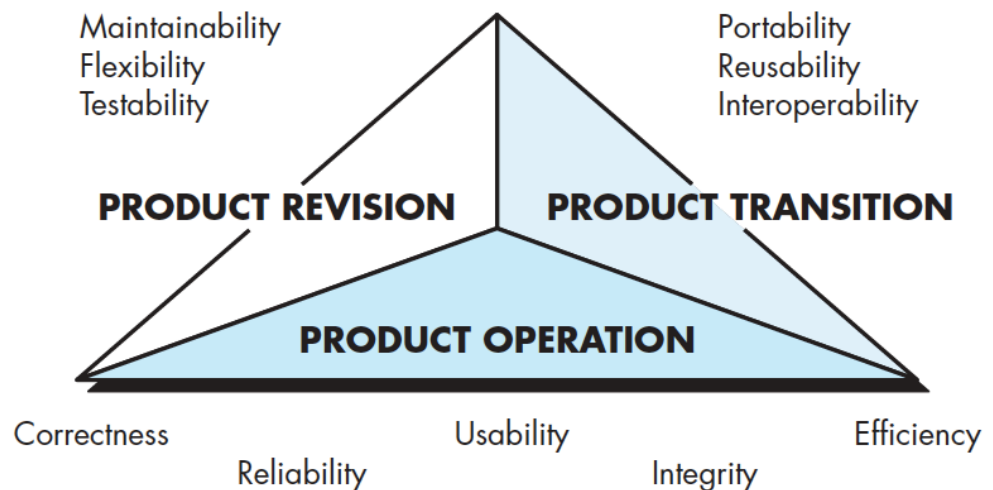 Maintainability
Flexibility
Testability
Portability
Reusability
Interoperability
PRODUCT REVISION
PRODUCT TRANSITION
PRODUCT OPERATION
Correctness
Usability
Efficiency
Reliability
Integrity